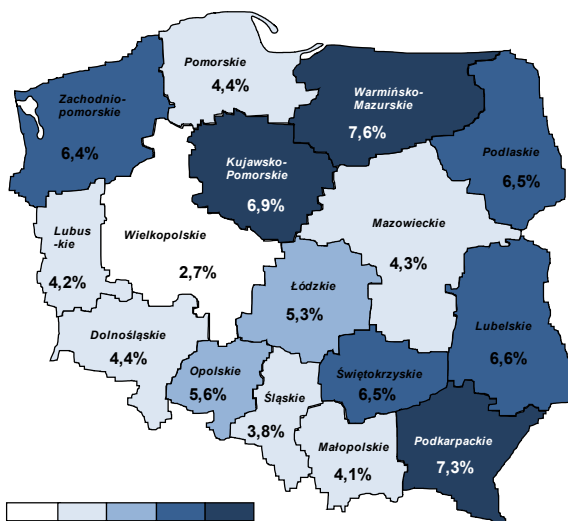 Pomorskie
4,4%
Warmińsko-
Mazurskie
7,6%
Zachodnio-
pomorskie
6,4%
Podlaskie
6,5%
Kujawsko-
Pomorskie
6,9%
Lubus
-kie
4,2%
Wielkopolskie
2,7%
Mazowieckie
4,3%
Łódzkie
5,3%
Dolnośląskie
4,4%
Lubelskie
6,6%
Opolskie
5,6%
Śląskie
3,8%
Świętokrzyskie
6,5%
Małopolskie
4,1%
Podkarpackie
7,3%